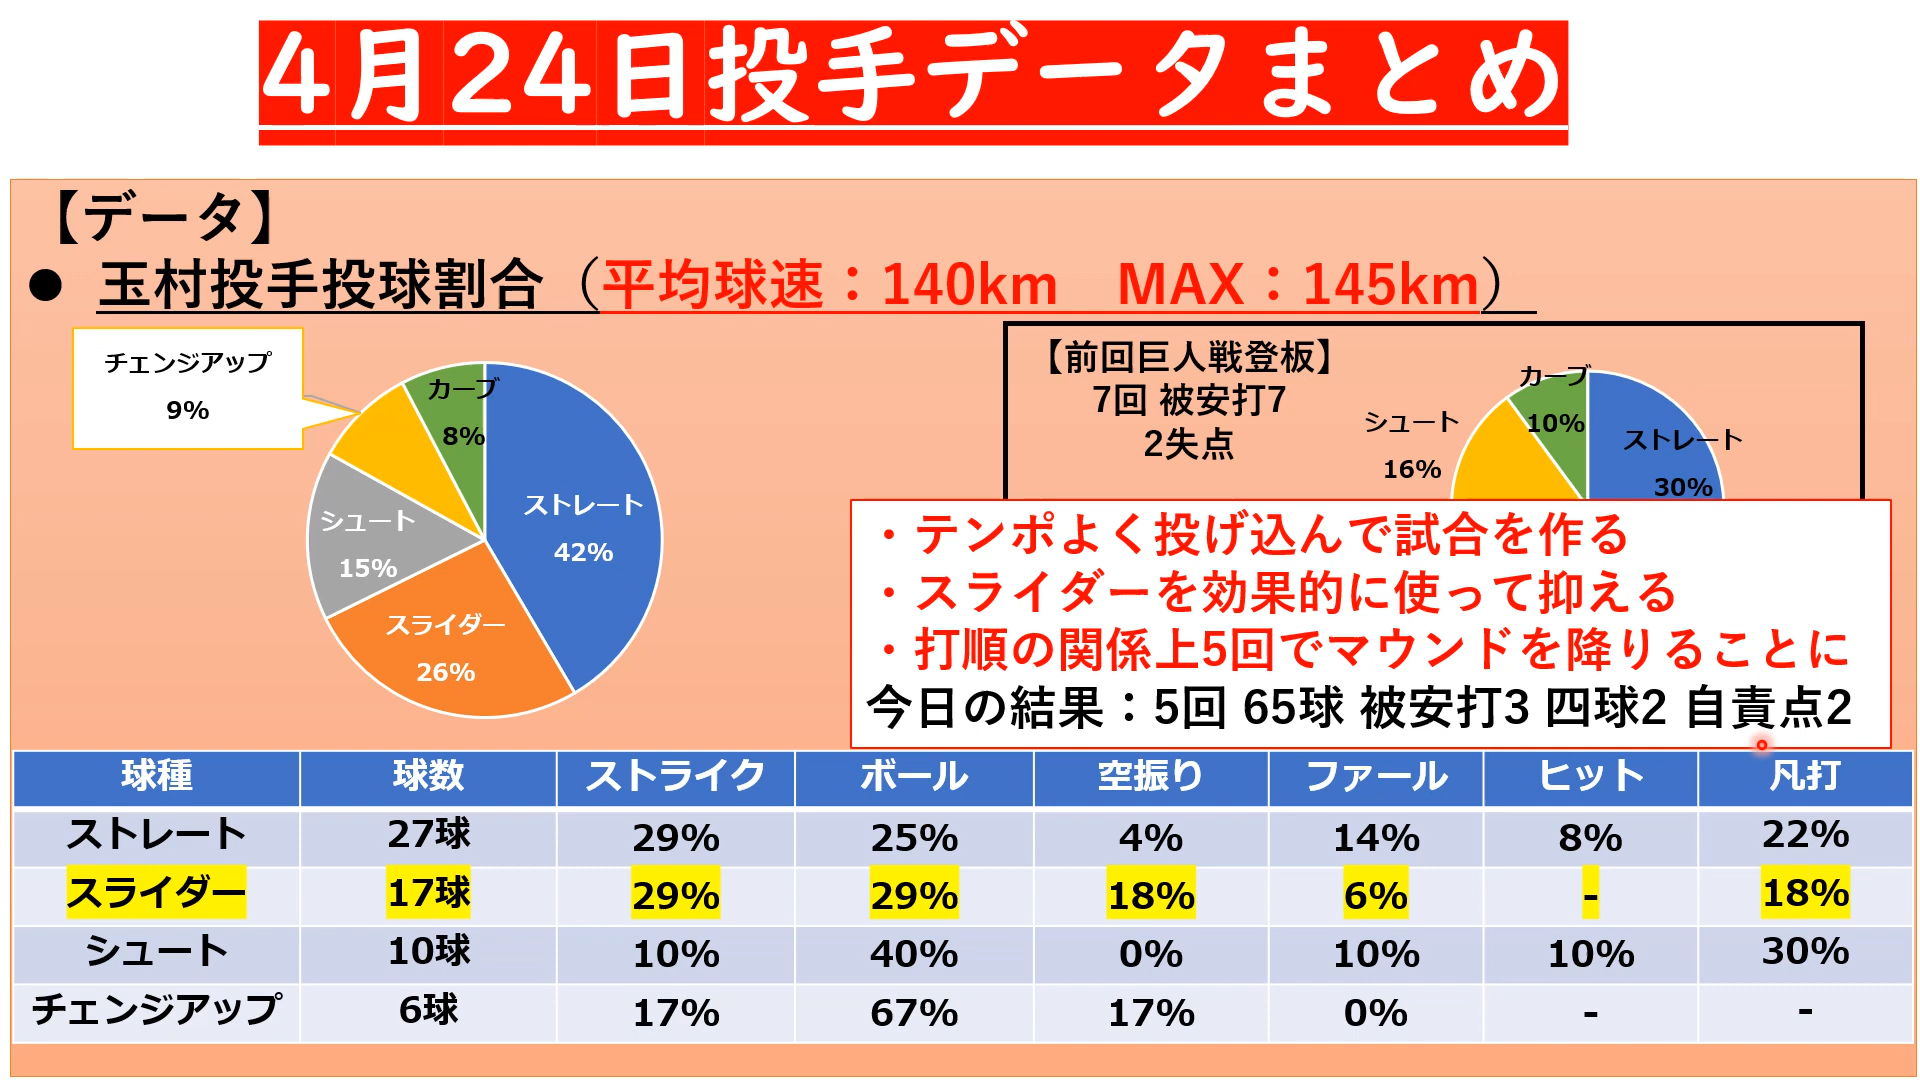 4月24日投手データまとめ
【データ】
● 玉村投手投球割合（平均球速：140km　MAX：145km）
チェンジアップ
9%
カーブ
8%
ストレート
42%
シュート
15%
スライダー
26%
【前回巨人戦登板】
7回 被安打7
2失点
カーブ
10%
シュート
16%
ストレート
30%
・テンポよく投げ込んで試合を作る
・スライダーを効果的に使って抑える
・打順の関係上5回でマウンドを降りることに
今日の結果：5回 65球 被安打3 四球2 自責点2
球種 球数 ストライク ボール 空振り ファール ヒット 凡打
ストレート 27球 29% 25% 4% 14% 8% 22%
スライダー 17球 29% 29% 18% 6% - 18%
シュート 10球 10% 40% 0% 10% 10% 30%
チェンジアップ 6球 17% 67% 17% 0% - -